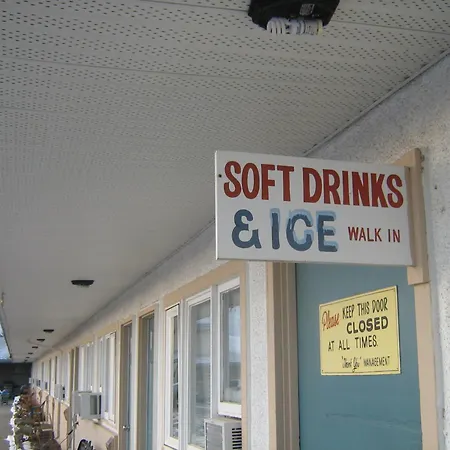 SOFT DRINKS
& ICE WALK IN
Please KEEP THIS DOOR
CLOSED
AT ALL TIMES.
"Thank You" MANAGEMENT